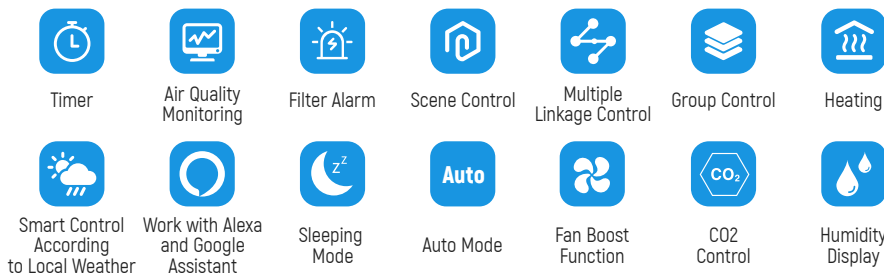 Timer
Air Quality
Monitoring
Filter Alarm
Scene Control
Multiple
Linkage Control
Group Control
Heating
Smart Control
According
to Local Weather
Work with Alexa
and Google
Assistant
zz
Sleeping
Mode
Auto
Auto Mode
Fan Boost
Function
CO₂
CO2
Control
Humidity
Display